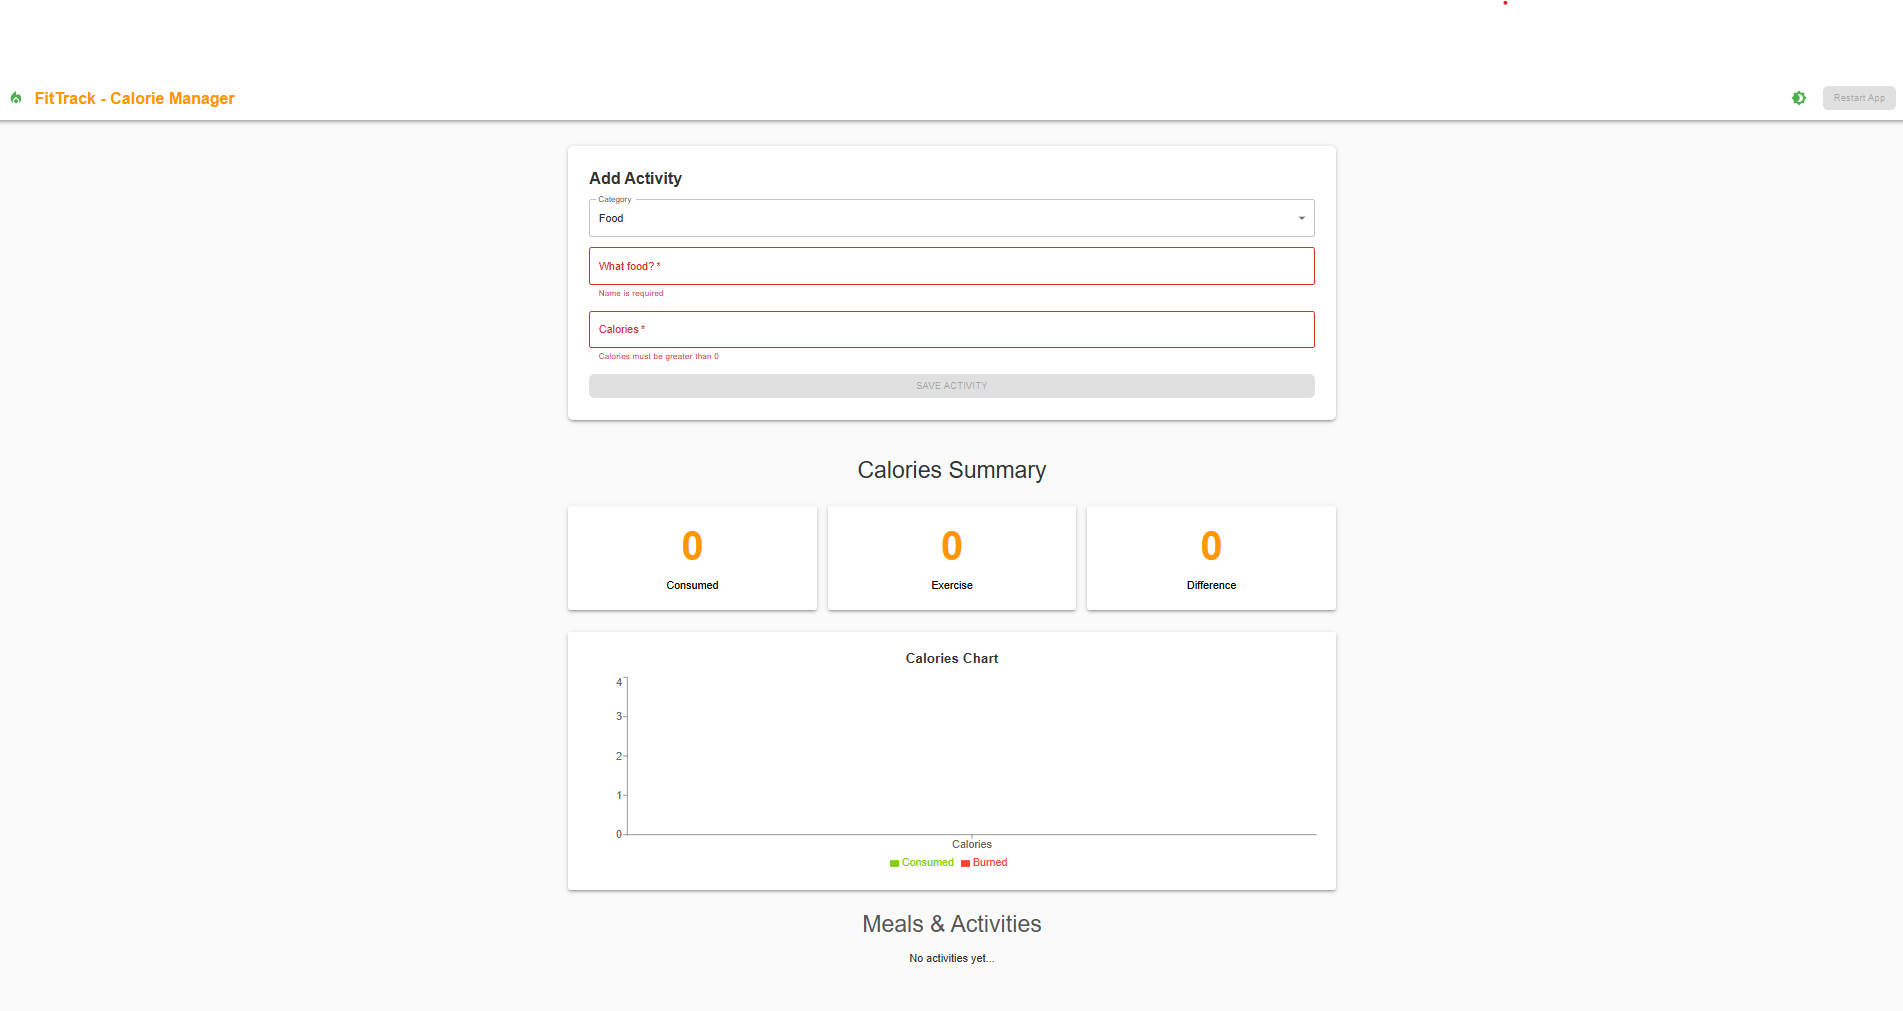 FitTrack - Calorie Manager
Restart App
Add Activity
Category
Food
What food? *
Name is required
Calories *
Calories must be greater than 0
SAVE ACTIVITY
Calories Summary
0
Consumed
0
Exercise
0
Difference
Calories Chart
4
3
2
1
0
Calories
Consumed
Burned
Meals & Activities
No activities yet...